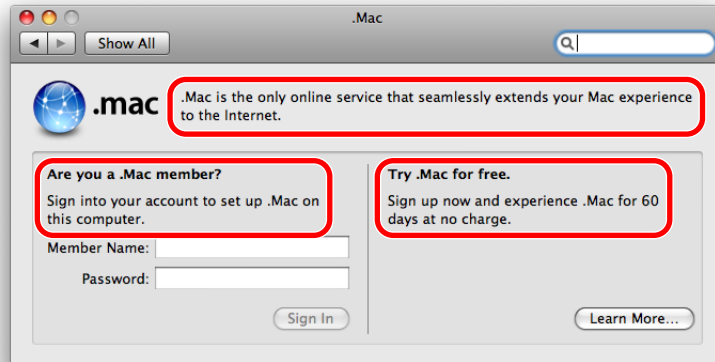 .Mac
Show All
.mac
.Mac is the only online service that seamlessly extends your Mac experience
to the Internet.
Are you a .Mac member?
Sign into your account to set up .Mac on
this computer.
Member Name:
Password:
Sign In
Try .Mac for free.
Sign up now and experience .Mac for 60
days at no charge.
Learn More...